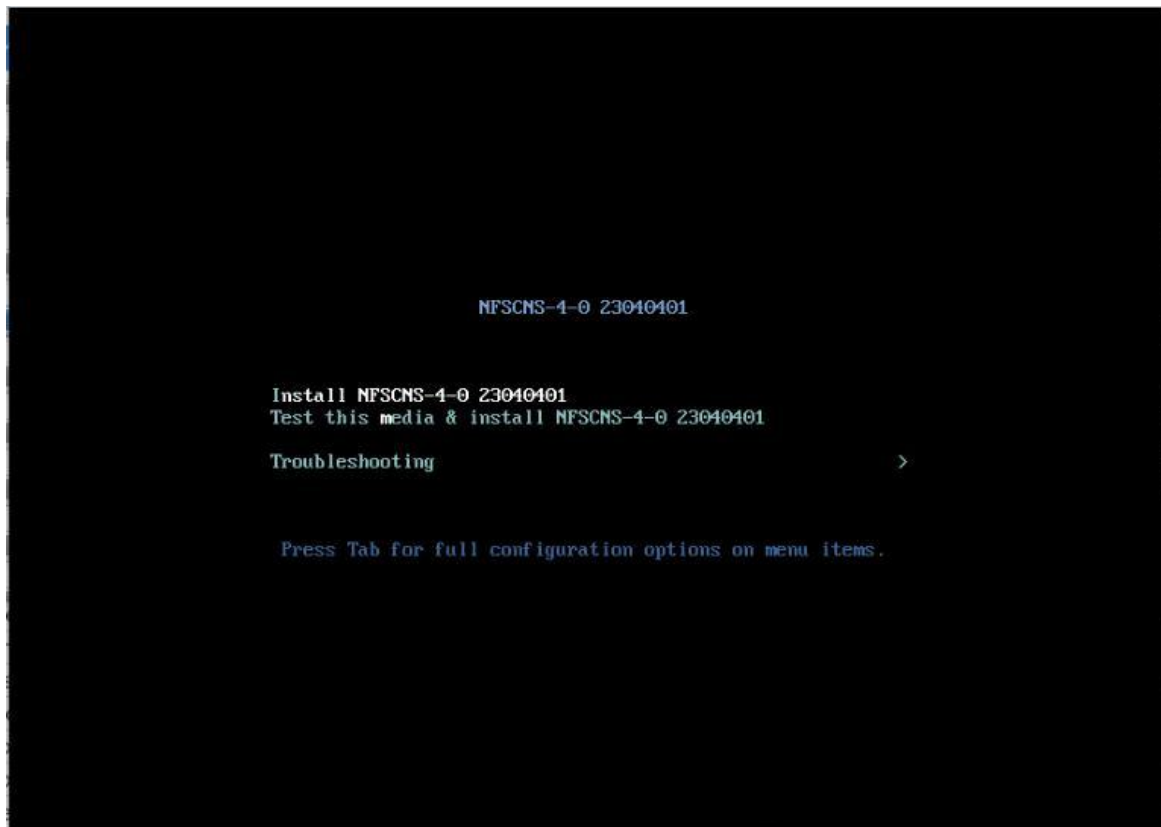 NFSCNS-4-0 23040401
Install NFSCNS-4-0 23040401
Test this media & install NFSCNS-4-0 23040401
Troubleshooting >
Press Tab for full configuration options on menu items.